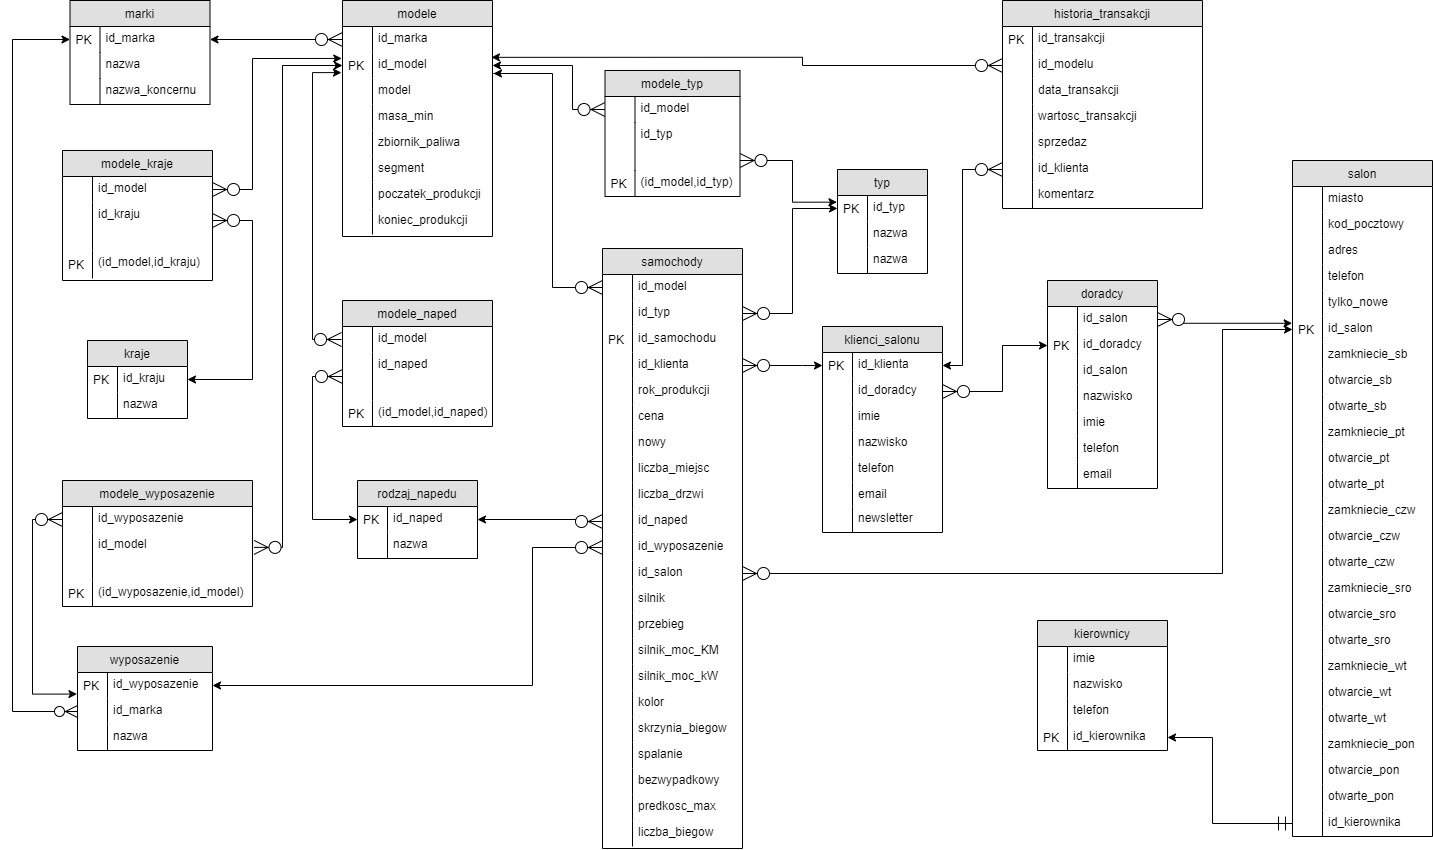 marki
PK id_marka
nazwa
nazwa_koncernu
modele
id_marka
PK id_model
model
masa_min
zbiornik_paliwa
segment
poczatek_produkcji
koniec_produkcji
historia_transakcji
PK id_transakcji
id_modelu
data_transakcji
wartosc_transakcji
sprzedaz
id_klienta
komentarz
modele_typ
id_model
id_typ
PK (id_model,id_typ)
modele_kraje
id_model
id_kraju
PK (id_model,id_kraju)
typ
PK id_typ
nazwa
nazwa
salon
miasto
kod_pocztowy
adres
telefon
tylko_nowe
PK id_salon
zamkniecie_sb
otwarcie_sb
otwarte_sb
zamkniecie_pt
otwarcie_pt
otwarte_pt
zamkniecie_czw
otwarcie_czw
otwarte_czw
zamkniecie_sro
otwarcie_sro
otwarte_sro
zamkniecie_wt
otwarcie_wt
otwarte_wt
zamkniecie_pon
otwarcie_pon
otwarte_pon
id_kierownika
samochody
id_model
id_typ
PK id_samochodu
id_klienta
rok_produkcji
cena
nowy
liczba_miejsc
liczba_drzwi
id_naped
id_wyposazenie
id_salon
silnik
przebieg
silnik_moc_KM
silnik_moc_kW
kolor
skrzynia_biegow
spalanie
bezwypadkowy
predkosc_max
liczba_biegow
doradcy
id_salon
PK id_doradcy
id_salon
nazwisko
imie
telefon
email
modele_naped
id_model
id_naped
PK (id_model,id_naped)
klienci_salonu
PK id_klienta
id_doradcy
imie
nazwisko
telefon
email
newsletter
kraje
PK id_kraju
nazwa
modele_wyposazenie
id_wyposazenie
id_model
PK (id_wyposazenie,id_model)
rodzaj_napedu
PK id_naped
nazwa
kierownicy
imie
nazwisko
telefon
PK id_kierownika
wyposazenie
PK id_wyposazenie
id_marka
nazwa